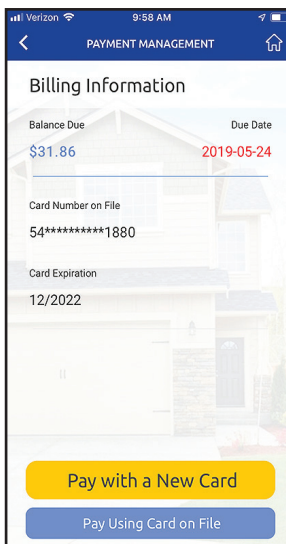 Verizon 9:58 AM
PAYMENT MANAGEMENT
Billing Information
Balance Due Due Date
$31.86 2019-05-24
Card Number on File
54**********1880
Card Expiration
12/2022
Pay with a New Card
Pay Using Card on File